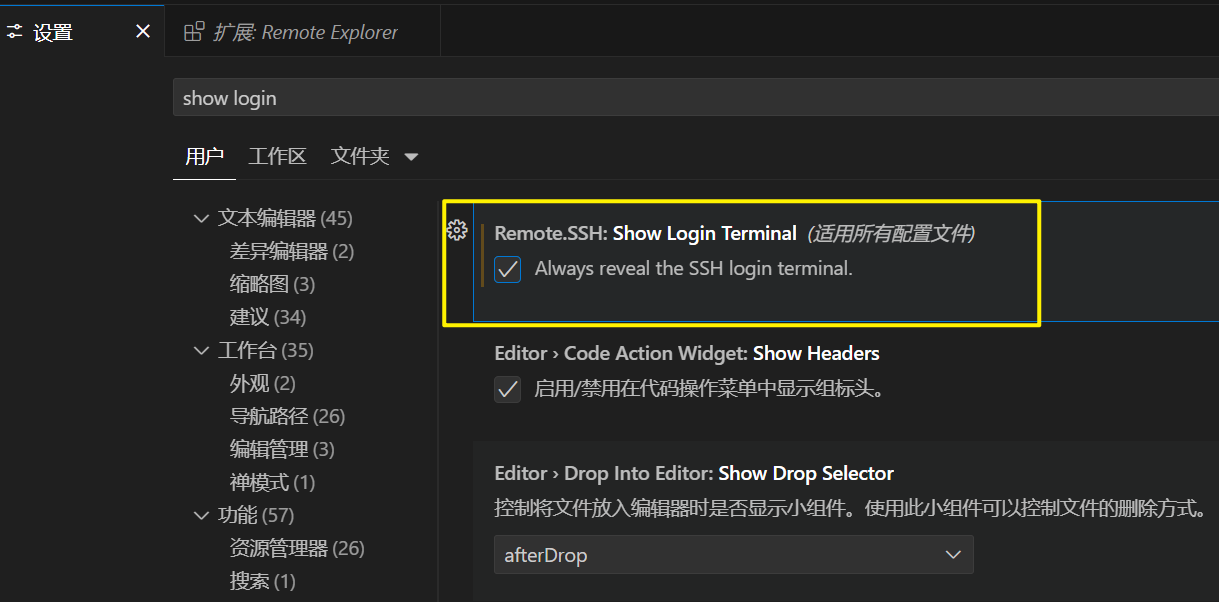 设置
扩展: Remote Explorer
show login
用户 工作区 文件夹
文本编辑器 (45)
差异编辑器 (2)
缩略图 (3)
建议 (34)
工作台 (35)
外观 (2)
导航路径 (26)
编辑管理 (3)
禅模式 (1)
功能 (57)
资源管理器 (26)
搜索 (1)
Remote.SSH: Show Login Terminal (适用所有配置文件)
Always reveal the SSH login terminal.
Editor › Code Action Widget: Show Headers
启用/禁用在代码操作菜单中显示组标头。
Editor › Drop Into Editor: Show Drop Selector
控制将文件放入编辑器时是否显示小组件。使用此小组件可以控制文件的删除方式。
afterDrop